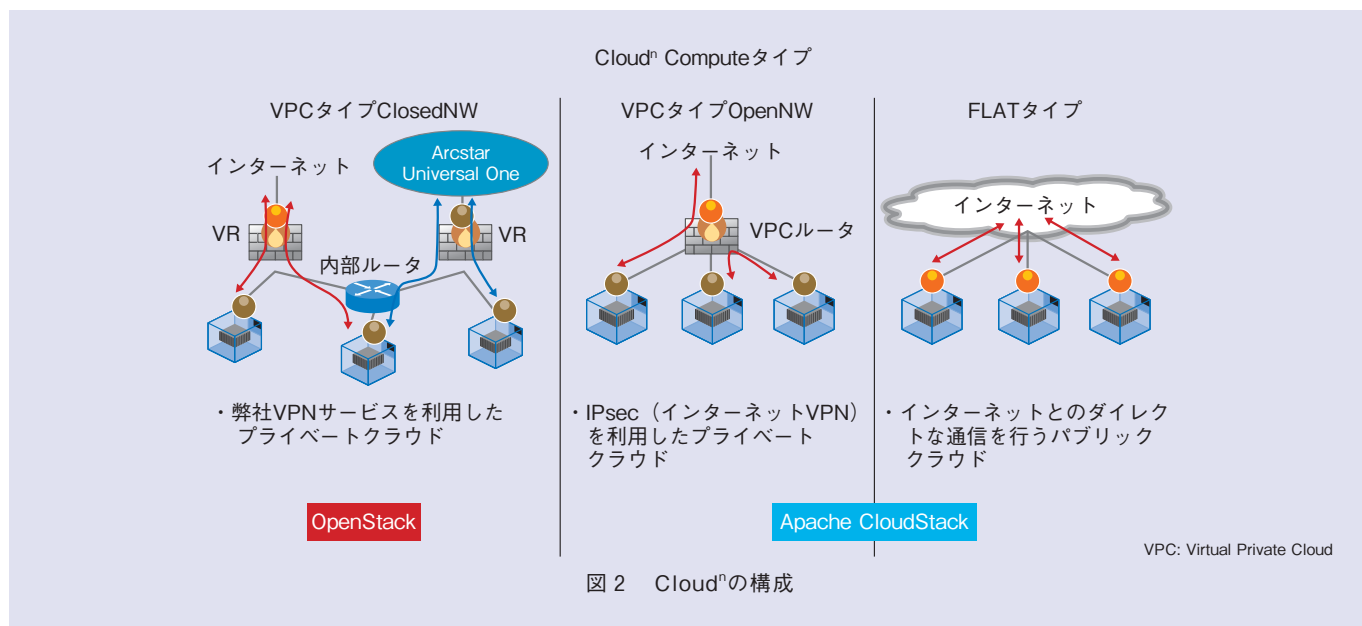 Cloudⁿ Computeタイプ
VPCタイプClosedNW
インターネット
Arcstar
Universal One
VR
VR
内部ルータ
・弊社VPNサービスを利用した
プライベートクラウド
OpenStack
VPCタイプOpenNW
インターネット
VPCルータ
・IPsec（インターネットVPN）
を利用したプライベート
クラウド
FLATタイプ
インターネット
・インターネットとのダイレク
トな通信を行うパブリック
クラウド
Apache CloudStack
VPC: Virtual Private Cloud
図 2 Cloudⁿの構成